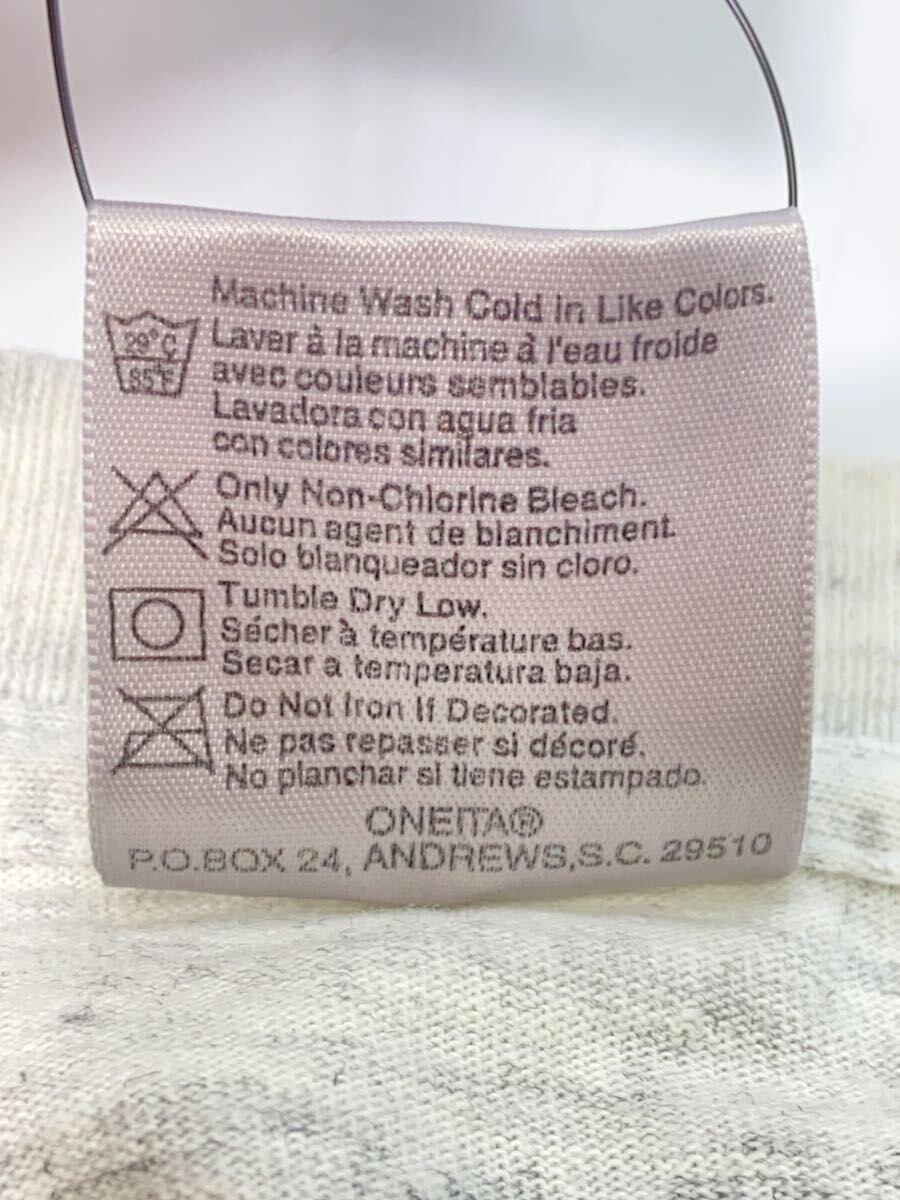 Machine Wash Cold in Like Colors.
29°C
Laver à la machine à l'eau froide
85°F
avec couleurs semblables.
Lavadora con agua fria
con colores similares.
Only Non-Chlorine Bleach.
Aucun agent de blanchiment.
Solo blanqueador sin cloro.
Tumble Dry Low.
Sécher à température bas.
Secar a temperatura baja.
Do Not Iron If Decorated.
Ne pas repasser si décoré.
No planchar si tiene estampado.
ONEITA®
P.O.BOX 24, ANDREWS,S.C. 29510